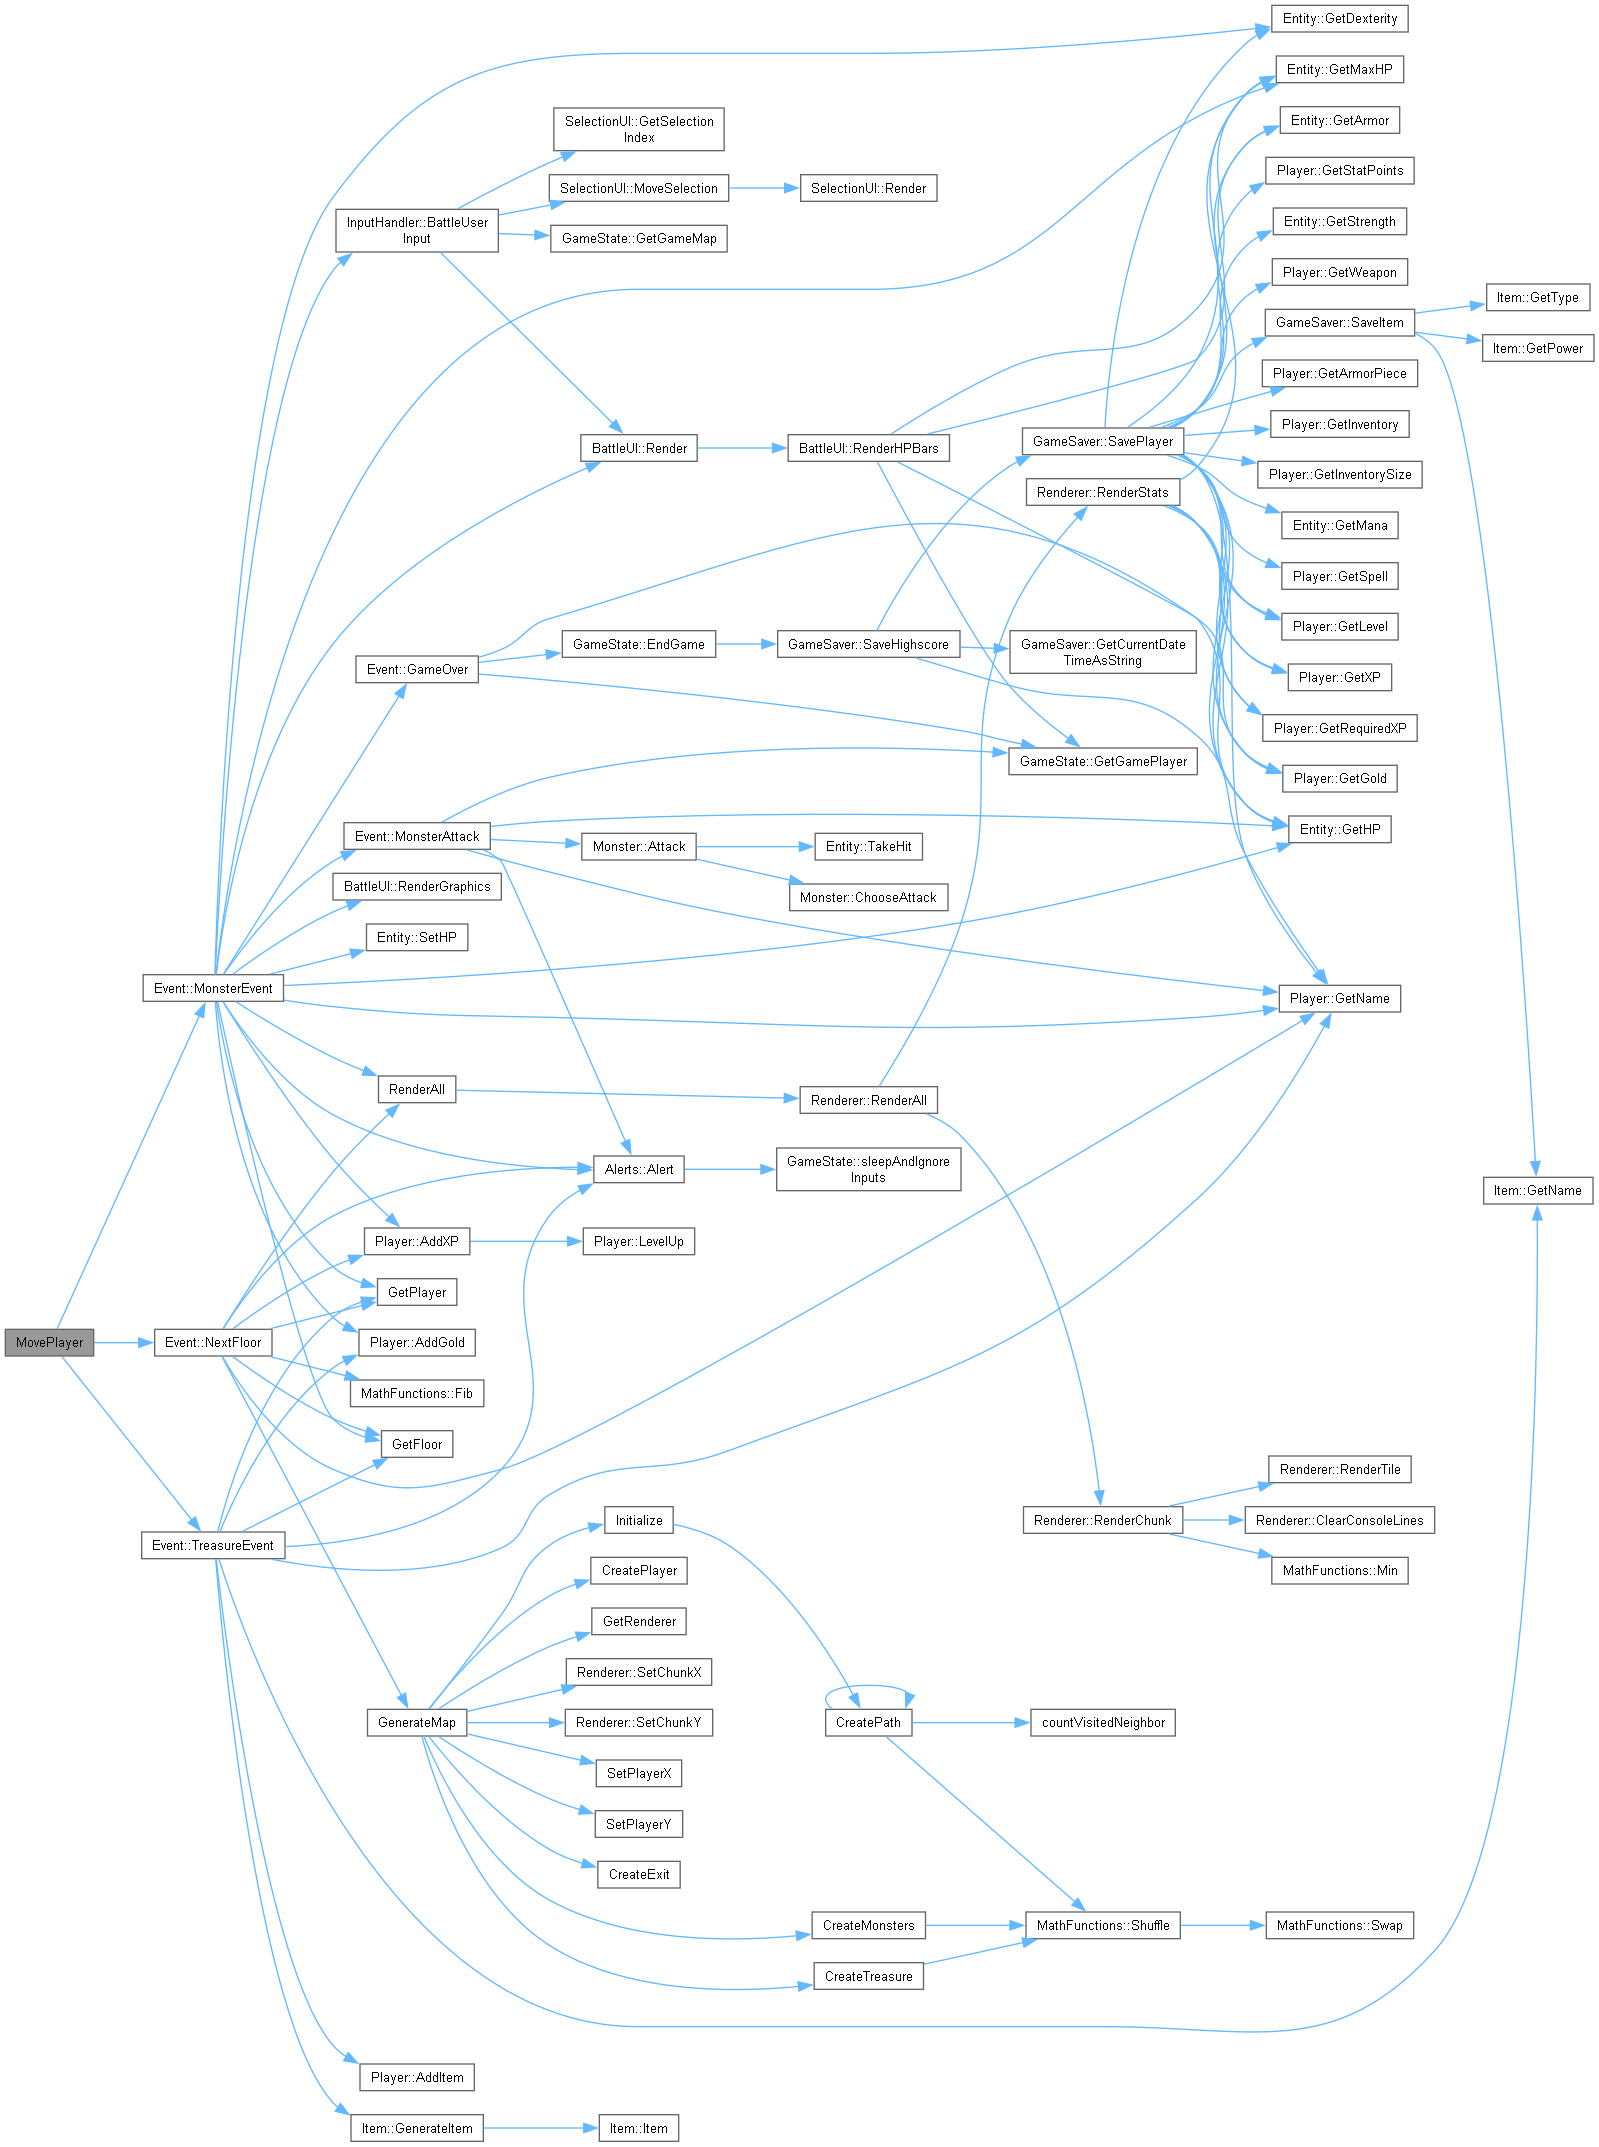 Entity::GetDexterity
Entity::GetMaxHP
SelectionUI::GetSelection
Index
Entity::GetArmor
Player::GetStatPoints
SelectionUI::MoveSelection
SelectionUI::Render
InputHandler::BattleUser
Input
Entity::GetStrength
GameState::GetGameMap
Player::GetWeapon
Item::GetType
GameSaver::SaveItem
Item::GetPower
Player::GetArmorPiece
Player::GetInventory
BattleUI::Render
BattleUI::RenderHPBars
GameSaver::SavePlayer
Player::GetInventorySize
Renderer::RenderStats
Entity::GetMana
Player::GetSpell
Player::GetLevel
GameState::EndGame
GameSaver::SaveHighscore
GameSaver::GetCurrentDate
TimeAsString
Event::GameOver
Player::GetXP
Player::GetRequiredXP
GameState::GetGamePlayer
Player::GetGold
Event::MonsterAttack
Entity::GetHP
Monster::Attack
Entity::TakeHit
BattleUI::RenderGraphics
Monster::ChooseAttack
Entity::SetHP
Event::MonsterEvent
Player::GetName
RenderAll
Renderer::RenderAll
Alerts::Alert
GameState::sleepAndIgnore
Inputs
Item::GetName
Player::AddXP
Player::LevelUp
GetPlayer
MovePlayer
Event::NextFloor
Player::AddGold
MathFunctions::Fib
GetFloor
Renderer::RenderTile
Initialize
Renderer::RenderChunk
Renderer::ClearConsoleLines
Event::TreasureEvent
CreatePlayer
MathFunctions::Min
GetRenderer
Renderer::SetChunkX
GenerateMap
Renderer::SetChunkY
CreatePath
countVisitedNeighbor
SetPlayerX
SetPlayerY
CreateExit
CreateMonsters
MathFunctions::Shuffle
MathFunctions::Swap
CreateTreasure
Player::AddItem
Item::GenerateItem
Item::Item